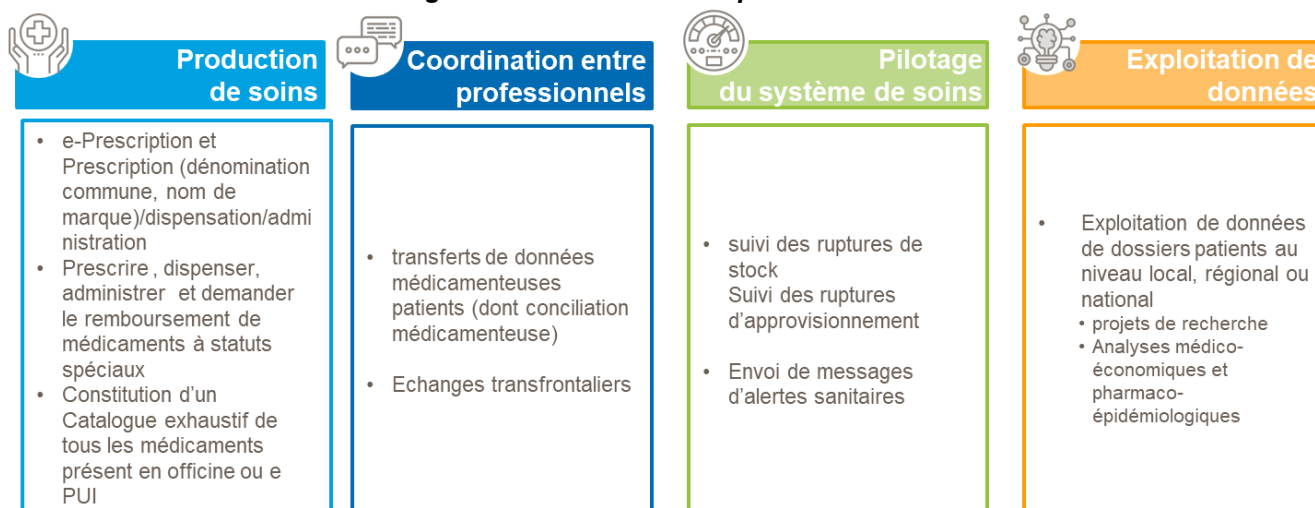 Production
de soins
• e-Prescription et
Prescription (dénomination
commune, nom de
marque)/dispensation/admi
nistration
• Prescrire , dispenser,
administrer et demander
le remboursement de
médicaments à statuts
spéciaux
• Constitution d'un
Catalogue exhaustif de
tous les médicaments
présent en officine ou e
PUI
Coordination entre
professionnels
• transferts de données
médicamenteuses
patients (dont conciliation
médicamenteuse)
• Echanges transfrontaliers
Pilotage
du système de soins
• suivi des ruptures de
stock
Suivi des ruptures
d'approvisionnement
• Envoi de messages
d'alertes sanitaires
Exploitation de
données
• Exploitation de données
de dossiers patients au
niveau local, régional ou
national
• projets de recherche
• Analyses médico-
économiques et
pharmaco-
épidémiologiques